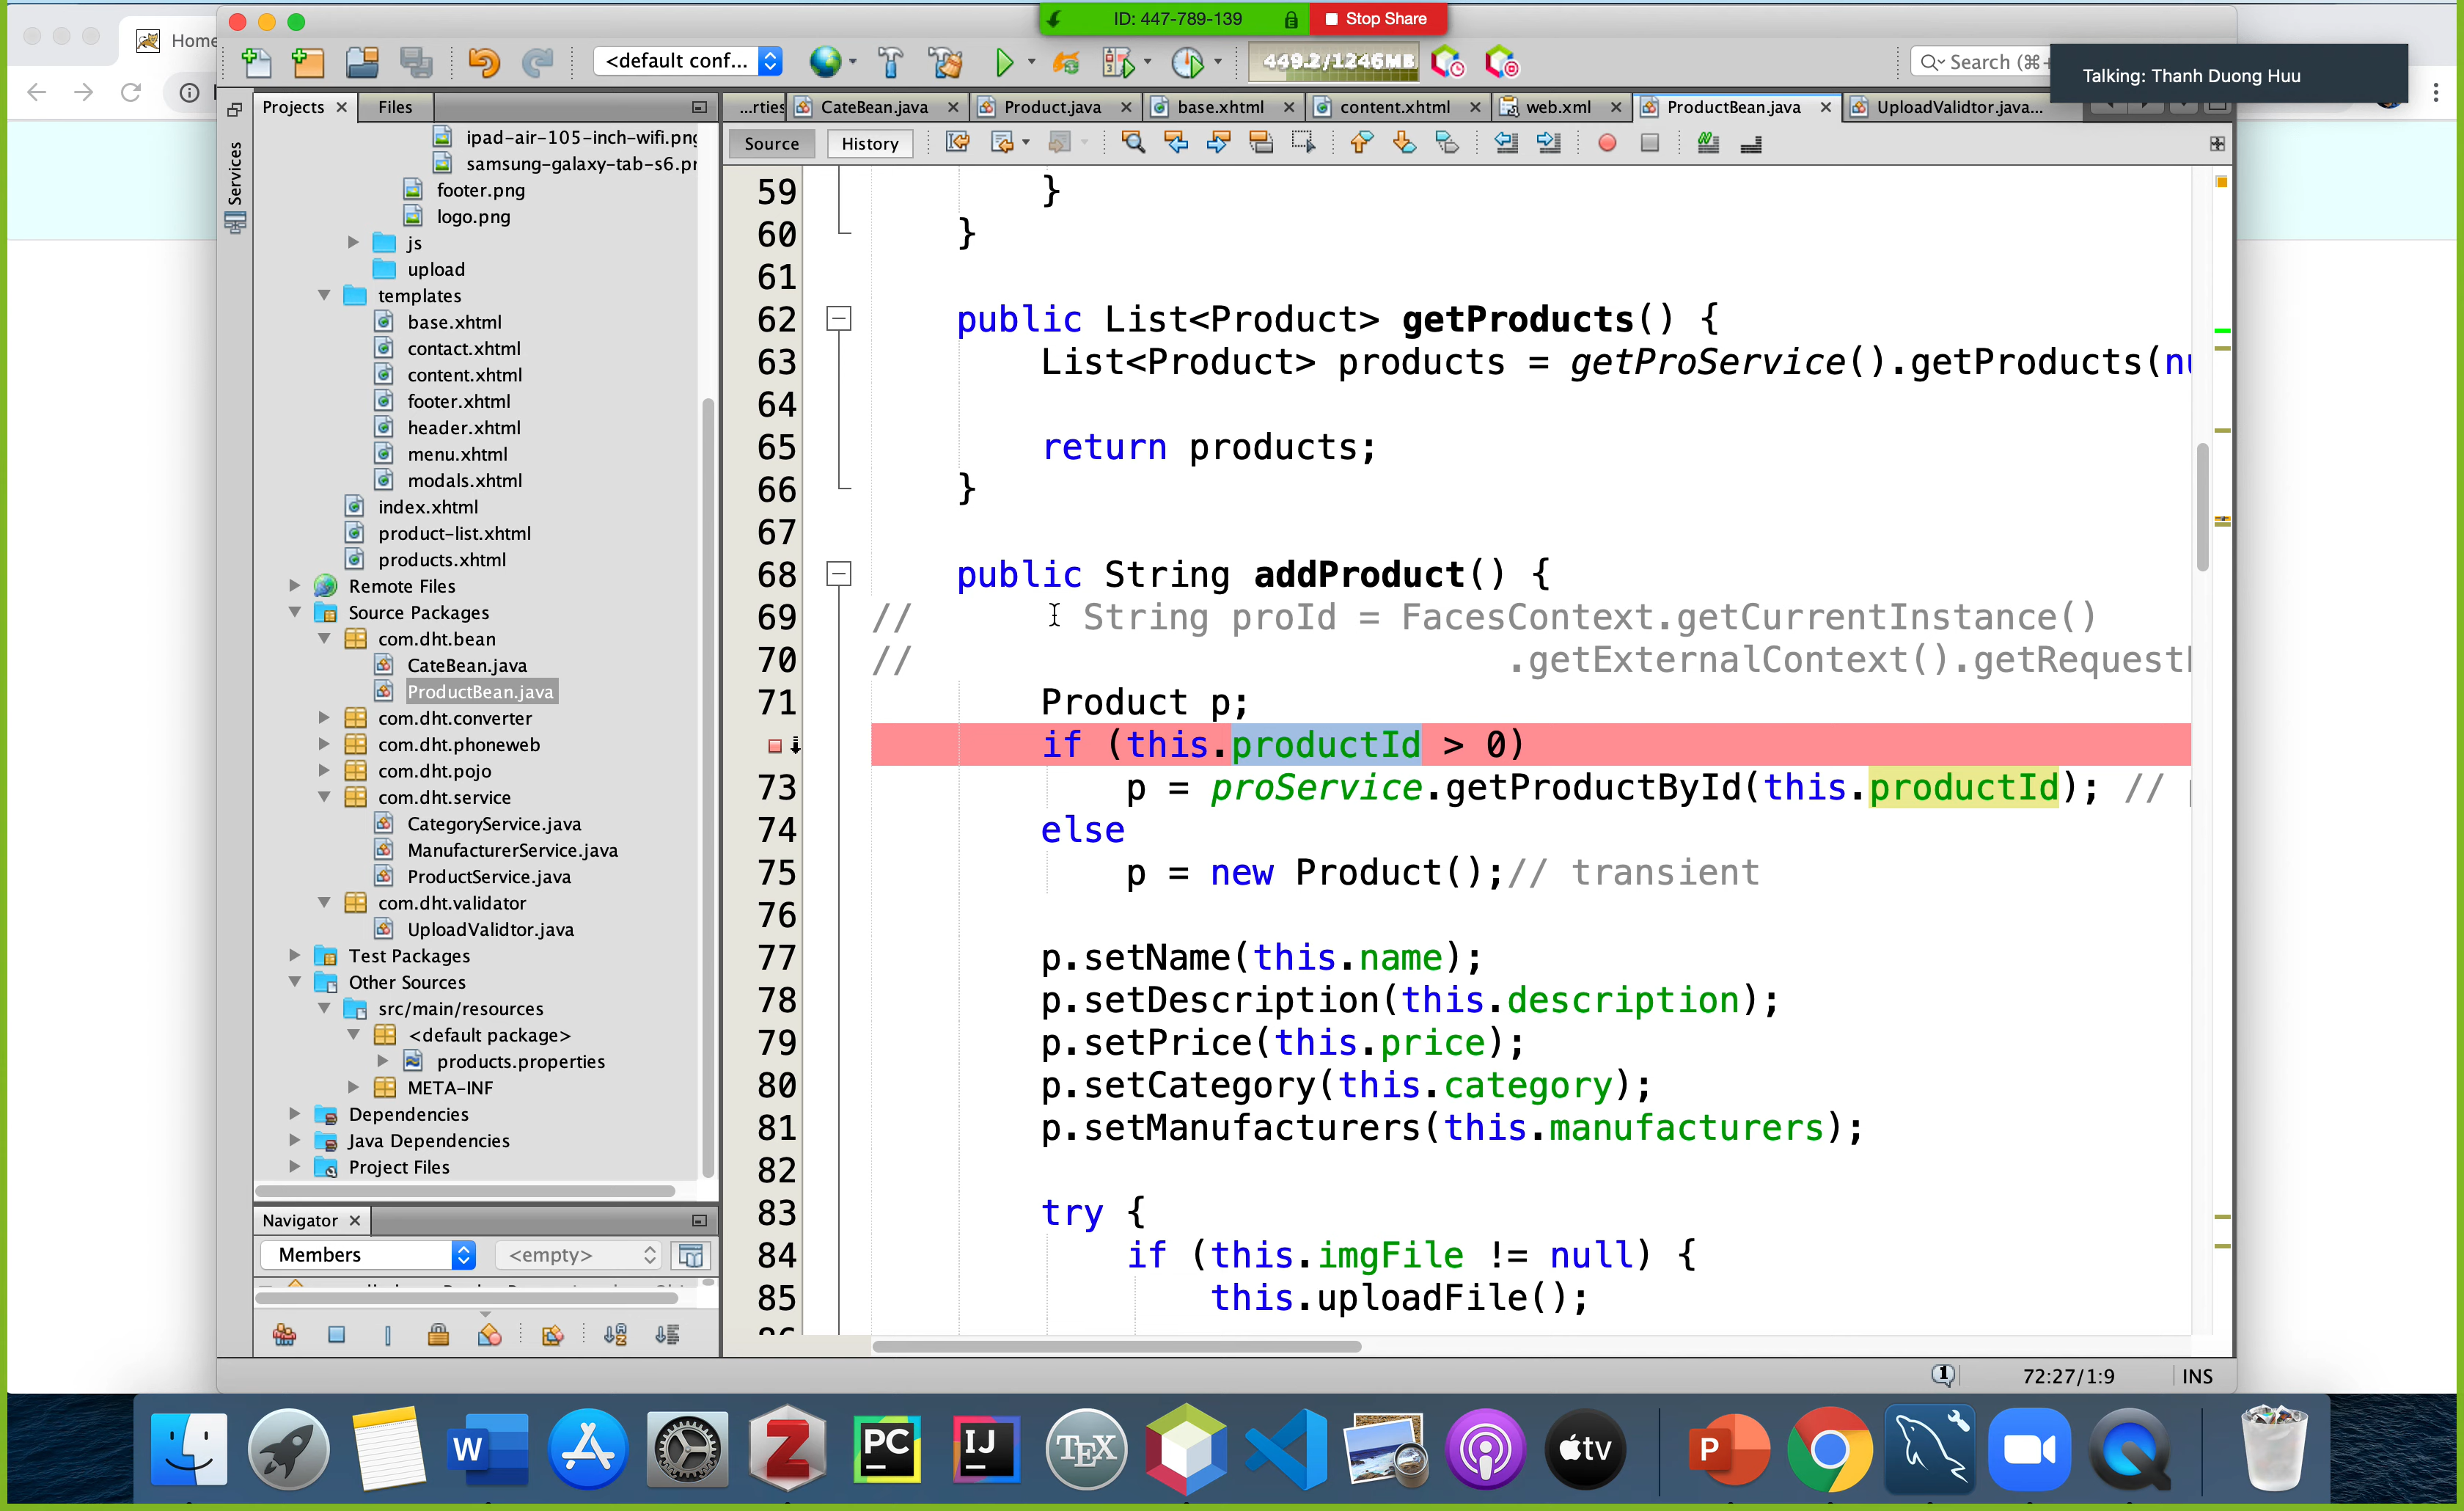 ID: 447-789-139
Stop Share
Home
<default conf...
449.2/1246MB
Search (⌘+
Talking: Thanh Duong Huu
Projects
Files
...rties
CateBean.java
Product.java
base.xhtml
content.xhtml
web.xml
ProductBean.java
UploadValidtor.java...
Source
History
Services
ipad-air-105-inch-wifi.png
samsung-galaxy-tab-s6.pr
footer.png
logo.png
js
upload
templates
base.xhtml
contact.xhtml
content.xhtml
footer.xhtml
header.xhtml
menu.xhtml
modals.xhtml
index.xhtml
product-list.xhtml
products.xhtml
Remote Files
Source Packages
com.dht.bean
CateBean.java
ProductBean.java
com.dht.converter
com.dht.phoneweb
com.dht.pojo
com.dht.service
CategoryService.java
ManufacturerService.java
ProductService.java
com.dht.validator
UploadValidtor.java
Test Packages
Other Sources
src/main/resources
<default package>
products.properties
META-INF
Dependencies
Java Dependencies
Project Files
Navigator
Members
<empty>
59 }
60 }
61
62 public List<Product> getProducts() {
63 List<Product> products = getProService().getProducts(nu
64
65 return products;
66 }
67
68 public String addProduct() {
69 // String proId = FacesContext.getCurrentInstance()
70 // .getExternalContext().getRequest
71 Product p;
if (this.productId > 0)
73 p = proService.getProductById(this.productId); //
74 else
75 p = new Product();// transient
76
77 p.setName(this.name);
78 p.setDescription(this.description);
79 p.setPrice(this.price);
80 p.setCategory(this.category);
81 p.setManufacturers(this.manufacturers);
82
83 try {
84 if (this.imgFile != null) {
85 this.uploadFile();
1
72:27/1:9
INS
W
Z
PC
IJ
TEX
tv
P